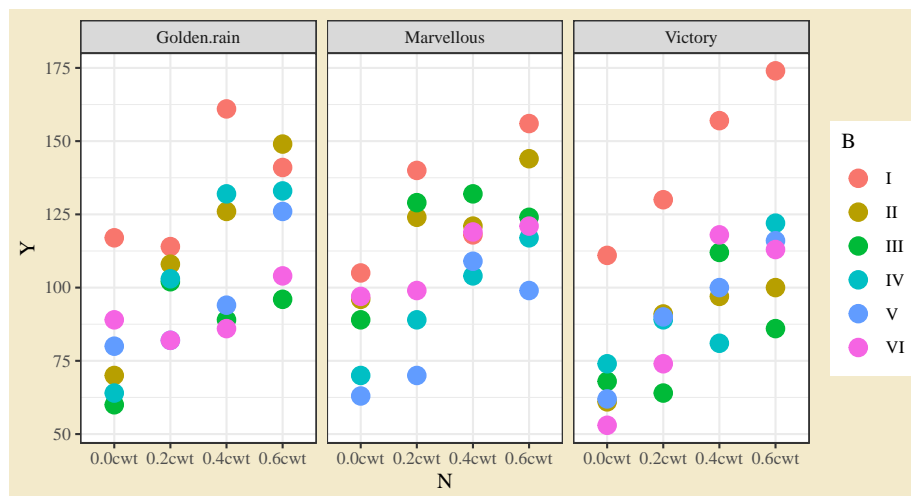 Golden.rain Marvellous Victory
175
150
125
100
75
50
Y
0.0cwt 0.2cwt 0.4cwt 0.6cwt 0.0cwt 0.2cwt 0.4cwt 0.6cwt 0.0cwt 0.2cwt 0.4cwt 0.6cwt
N
B
I
II
III
IV
V
VI